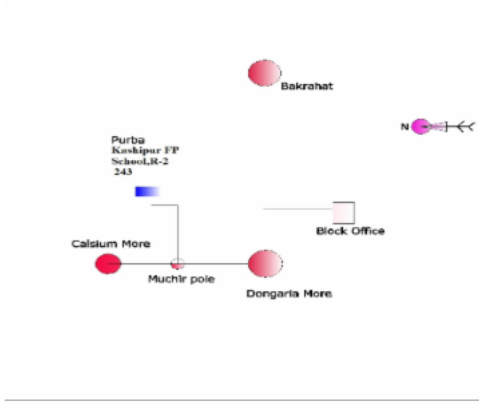 Bakrahat
N
Purba
Kashipur FP
School,R-2
243
Block Office
Calsium More
Muchir pole
Dongaria More